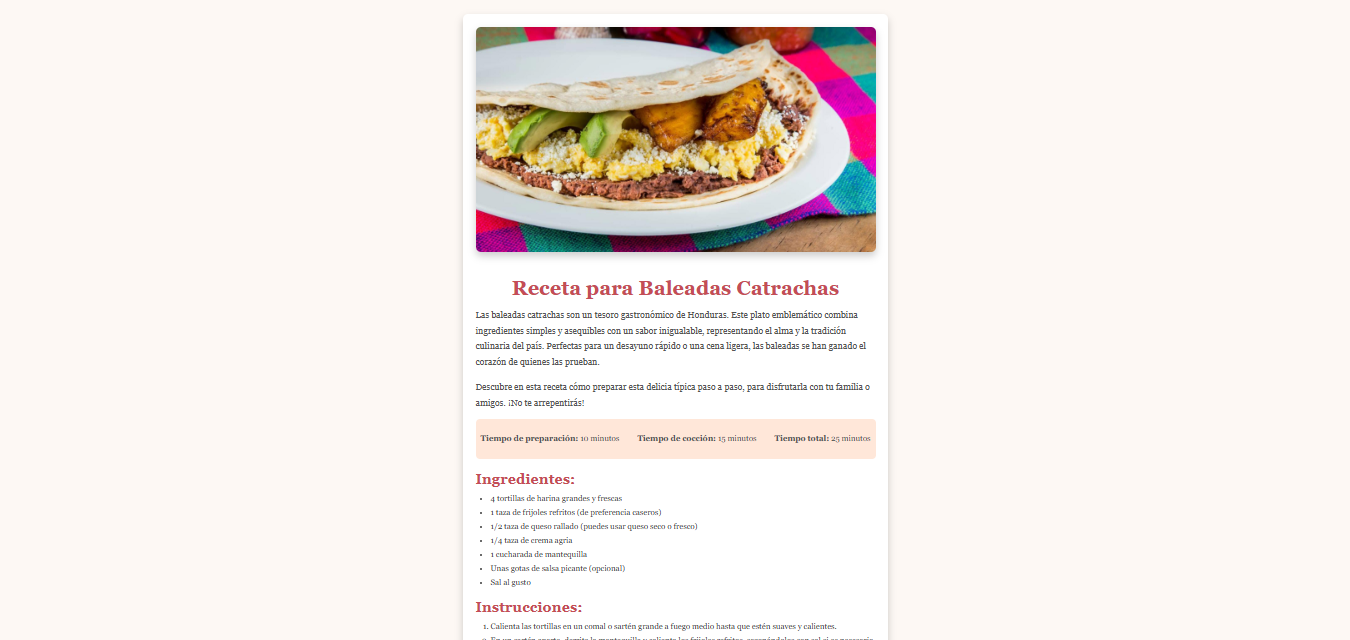 Receta para Baleadas Catrachas
Las baleadas catrachas son un tesoro gastronómico de Honduras. Este plato emblemático combina
ingredientes simples y asequibles con un sabor inigualable, representando el alma y la tradición
culinaria del país. Perfectas para un desayuno rápido o una cena ligera, las baleadas se han ganado el
corazón de quienes las prueban.
Descubre en esta receta cómo preparar esta delicia típica paso a paso, para disfrutarla con tu familia o
amigos. ¡No te arrepentirás!
Tiempo de preparación: 10 minutos Tiempo de cocción: 15 minutos Tiempo total: 25 minutos
Ingredientes:
• 4 tortillas de harina grandes y frescas
• 1 taza de frijoles refritos (de preferencia caseros)
• 1/2 taza de queso rallado (puedes usar queso seco o fresco)
• 1/4 taza de crema agria
• 1 cucharada de mantequilla
• Unas gotas de salsa picante (opcional)
• Sal al gusto
Instrucciones:
1. Calienta las tortillas en un comal o sartén grande a fuego medio hasta que estén suaves y calientes.